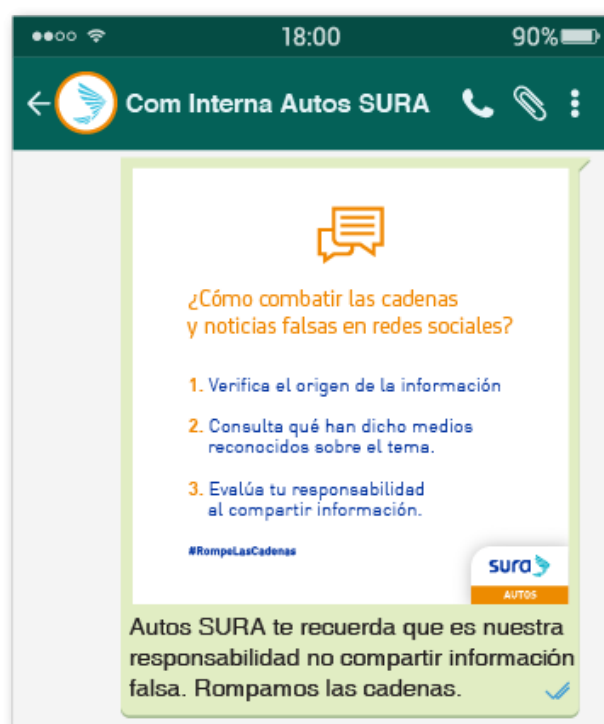 18:00
90%
Com Interna Autos SURA
¿Cómo combatir las cadenas
y noticias falsas en redes sociales?
1. Verifica el origen de la información
2. Consulta qué han dicho medios
reconocidos sobre el tema.
3. Evalúa tu responsabilidad
al compartir información.
#RompeLasCadenas
sura
AUTOS
Autos SURA te recuerda que es nuestra
responsabilidad no compartir información
falsa. Rompamos las cadenas.